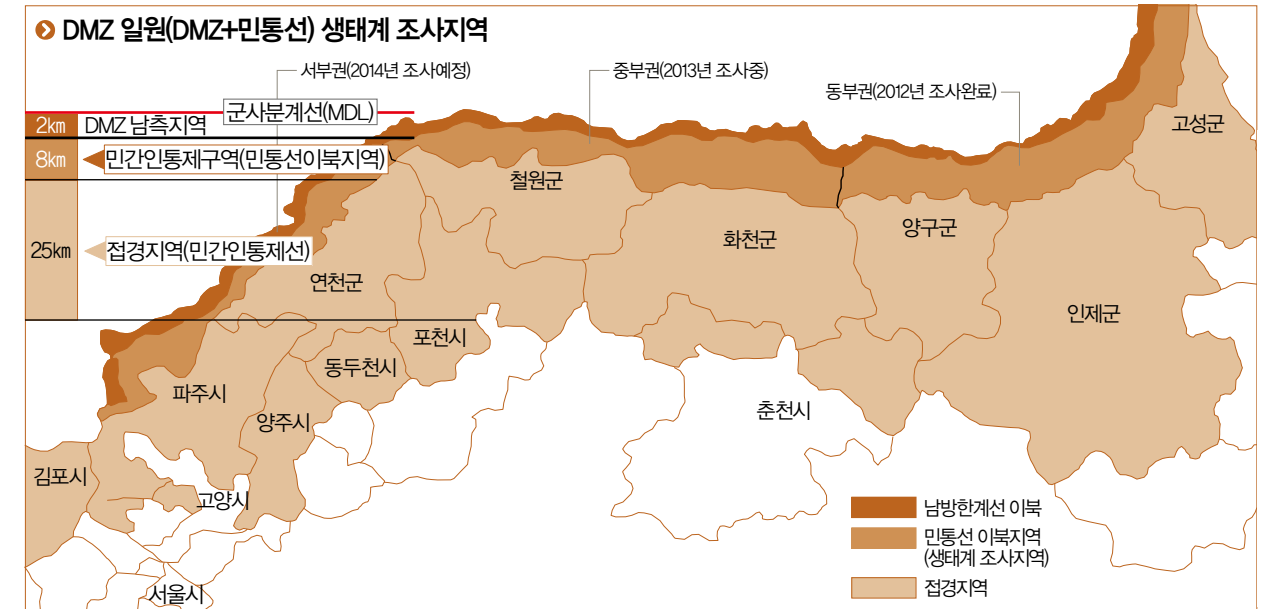 DMZ 일원(DMZ+민통선) 생태계 조사지역
서부권(2014년 조사예정)
중부권(2013년 조사중)
동부권(2012년 조사완료)
군사분계선(MDL)
2㎞ DMZ 남측지역
8㎞ 민간인통제구역(민통선이북지역)
25㎞ 접경지역(민간인통제선)
고성군
철원군
양구군
화천군
연천군
인제군
포천시
동두천시
파주시
양주시
춘천시
김포시
고양시
서울시
남방한계선 이북
민통선 이북지역
(생태계 조사지역)
접경지역